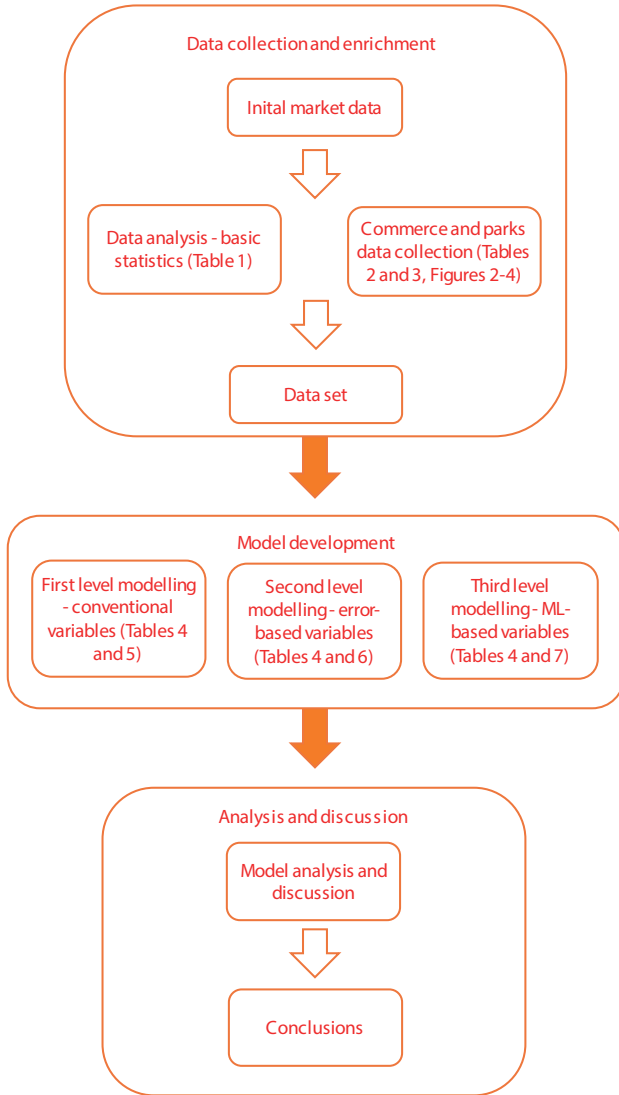 Data collection and enrichment
Inital market data
Data analysis - basic
statistics (Table 1)
Commerce and parks
data collection (Tables
2 and 3, Figures 2-4)
Data set
Model development
First level modelling
- conventional
variables (Tables 4
and 5)
Second level
modelling - error-
based variables
(Tables 4 and 6)
Third level
modelling - ML-
based variables
(Tables 4 and 7)
Analysis and discussion
Model analysis and
discussion
Conclusions